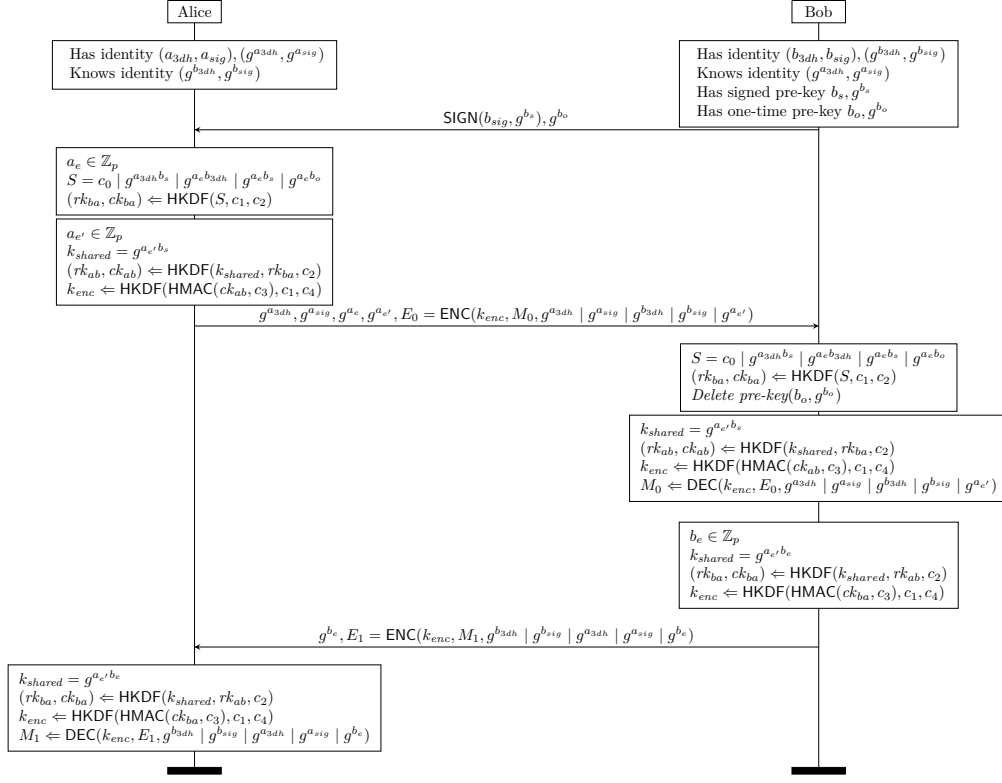 Alice
Bob
Has identity (a_{3dh}, a_{sig}), (g^{a_{3dh}}, g^{a_{sig}})
Knows identity (g^{b_{3dh}}, g^{b_{sig}})
Has identity (b_{3dh}, b_{sig}), (g^{b_{3dh}}, g^{b_{sig}})
Knows identity (g^{a_{3dh}}, g^{a_{sig}})
Has signed pre-key b_s, g^{b_s}
Has one-time pre-key b_o, g^{b_o}
SIGN(b_{sig}, g^{b_s}), g^{b_o}
a_e ∈ ℤ_p
S = c_0 | g^{a_{3dh}b_s} | g^{a_e b_{3dh}} | g^{a_e b_s} | g^{a_e b_o}
(rk_{ba}, ck_{ba}) ⇐ HKDF(S, c_1, c_2)
a_{e'} ∈ ℤ_p
k_{shared} = g^{a_{e'} b_s}
(rk_{ab}, ck_{ab}) ⇐ HKDF(k_{shared}, rk_{ba}, c_2)
k_{enc} ⇐ HKDF(HMAC(ck_{ab}, c_3), c_1, c_4)
g^{a_{3dh}}, g^{a_{sig}}, g^{a_e}, g^{a_{e'}}, E_0 = ENC(k_{enc}, M_0, g^{a_{3dh}} | g^{a_{sig}} | g^{b_{3dh}} | g^{b_{sig}} | g^{a_{e'}})
S = c_0 | g^{a_{3dh}b_s} | g^{a_e b_{3dh}} | g^{a_e b_s} | g^{a_e b_o}
(rk_{ba}, ck_{ba}) ⇐ HKDF(S, c_1, c_2)
Delete pre-key(b_o, g^{b_o})
k_{shared} = g^{a_{e'} b_s}
(rk_{ab}, ck_{ab}) ⇐ HKDF(k_{shared}, rk_{ba}, c_2)
k_{enc} ⇐ HKDF(HMAC(ck_{ab}, c_3), c_1, c_4)
M_0 ⇐ DEC(k_{enc}, E_0, g^{a_{3dh}} | g^{a_{sig}} | g^{b_{3dh}} | g^{b_{sig}} | g^{a_{e'}})
b_e ∈ ℤ_p
k_{shared} = g^{a_{e'} b_e}
(rk_{ba}, ck_{ba}) ⇐ HKDF(k_{shared}, rk_{ab}, c_2)
k_{enc} ⇐ HKDF(HMAC(ck_{ba}, c_3), c_1, c_4)
g^{b_e}, E_1 = ENC(k_{enc}, M_1, g^{b_{3dh}} | g^{b_{sig}} | g^{a_{3dh}} | g^{a_{sig}} | g^{b_e})
k_{shared} = g^{a_{e'} b_e}
(rk_{ba}, ck_{ba}) ⇐ HKDF(k_{shared}, rk_{ab}, c_2)
k_{enc} ⇐ HKDF(HMAC(ck_{ba}, c_3), c_1, c_4)
M_1 ⇐ DEC(k_{enc}, E_1, g^{b_{3dh}} | g^{b_{sig}} | g^{a_{3dh}} | g^{a_{sig}} | g^{b_e})